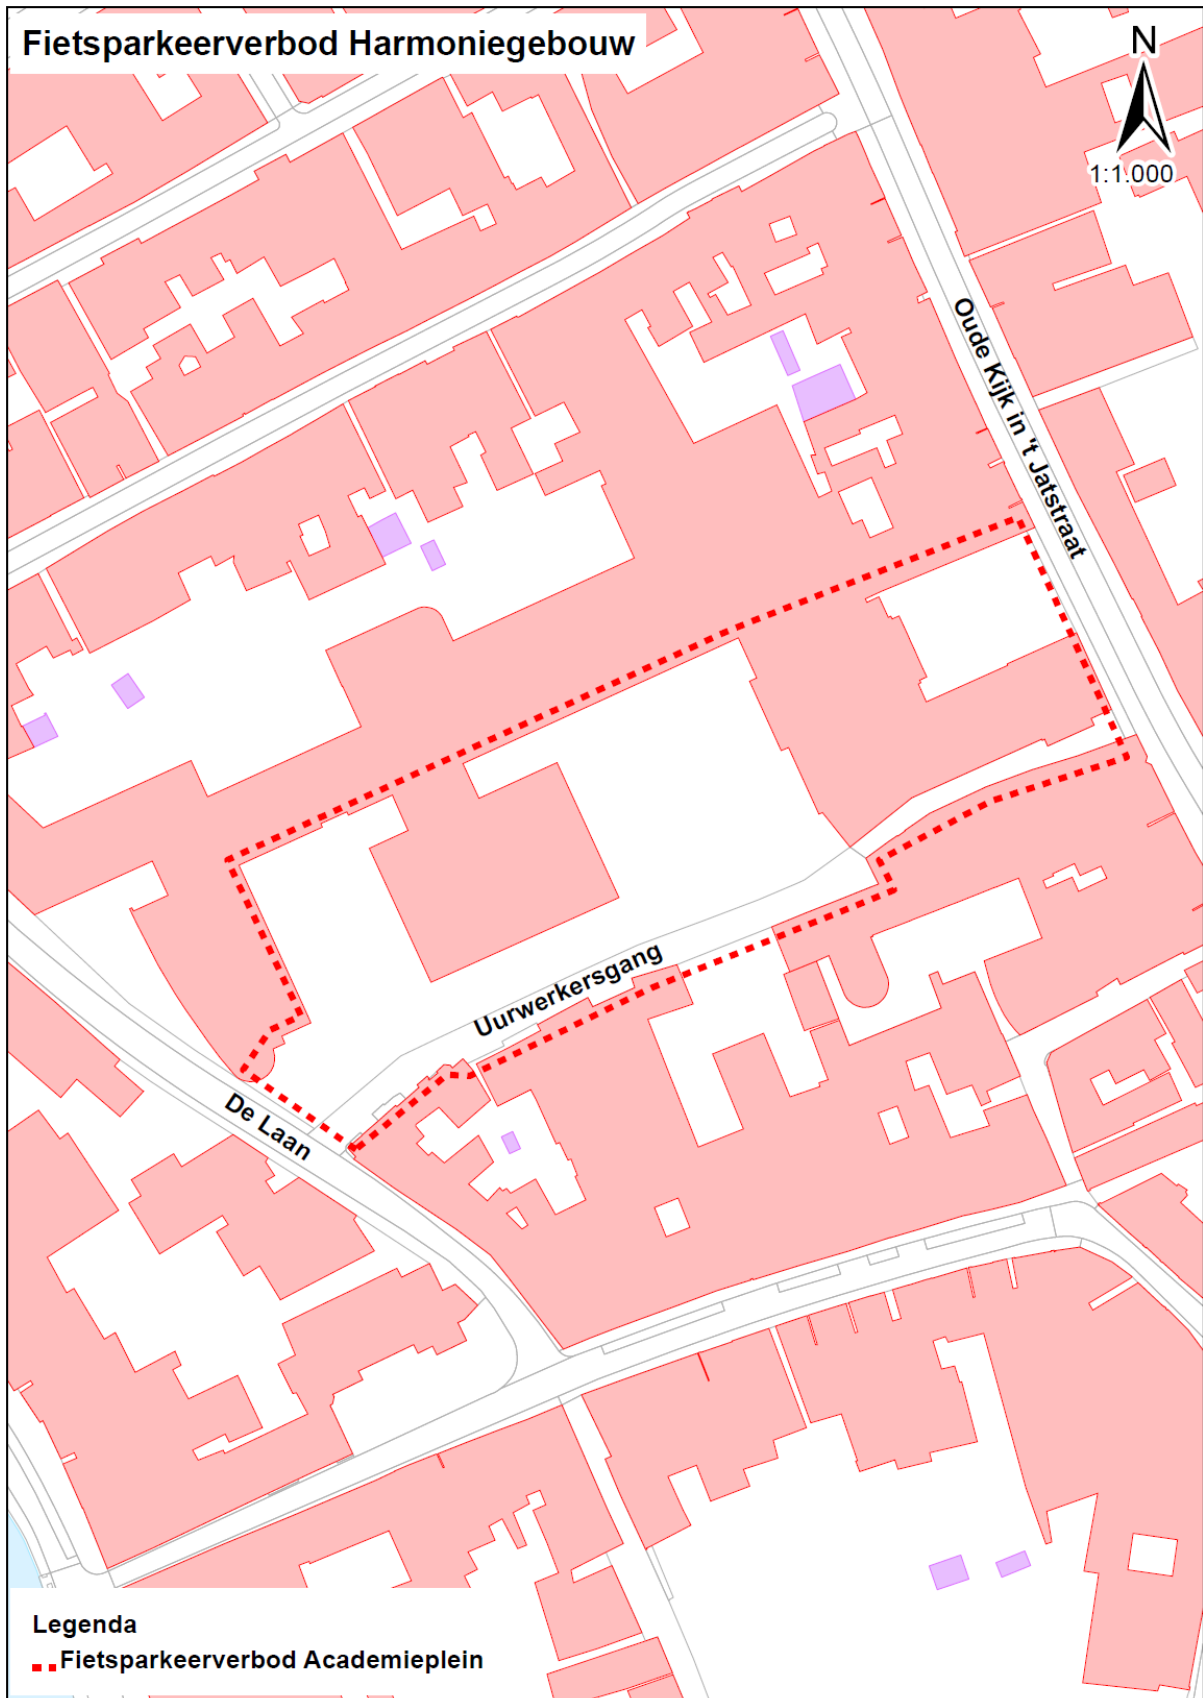 Fietsparkeerverbod Harmoniegebouw
N
1:1.000
Oude Kijk in 't Jatstraat
Uurwerkersgang
De Laan
Legenda
Fietsparkeerverbod Academieplein